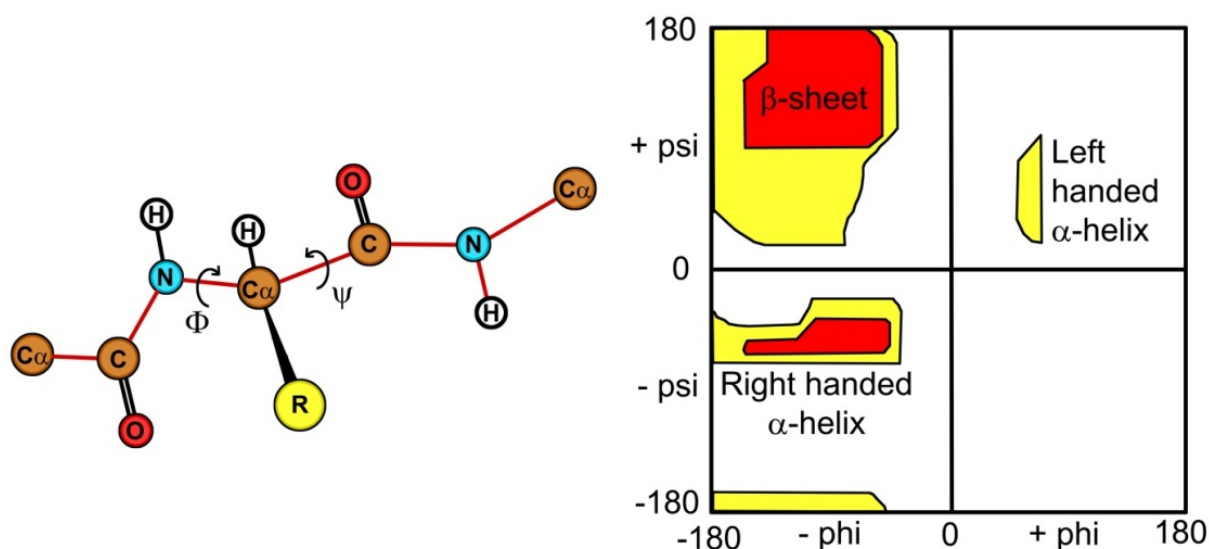 O
Cα
H
H
C
N
N
Cα
Φ
ψ
H
Cα
C
R
O
180
β-sheet
+ psi
Left
handed
α-helix
0
- psi
Right handed
α-helix
-180
-180
- phi
0
+ phi
180